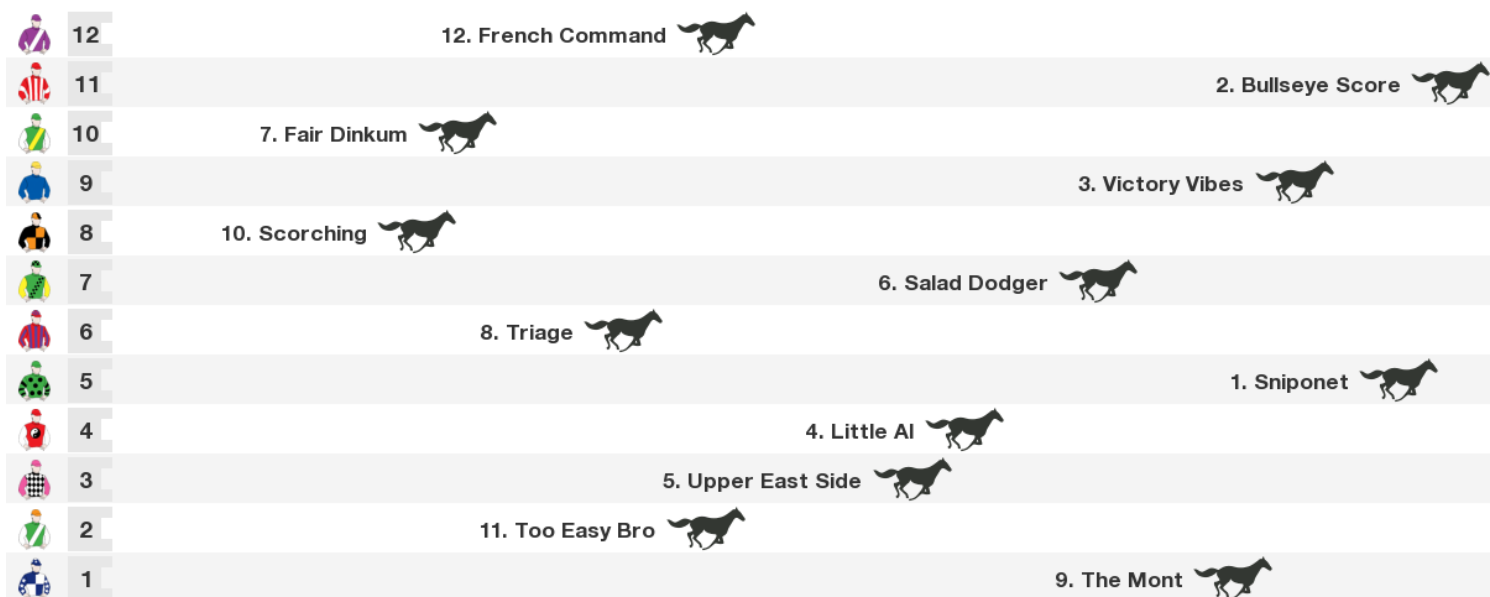 12 12. French Command
11 2. Bullseye Score
10 7. Fair Dinkum
9 3. Victory Vibes
8 10. Scorching
7 6. Salad Dodger
6 8. Triage
5 1. Sniponet
4 4. Little Al
3 5. Upper East Side
2 11. Too Easy Bro
1 9. The Mont